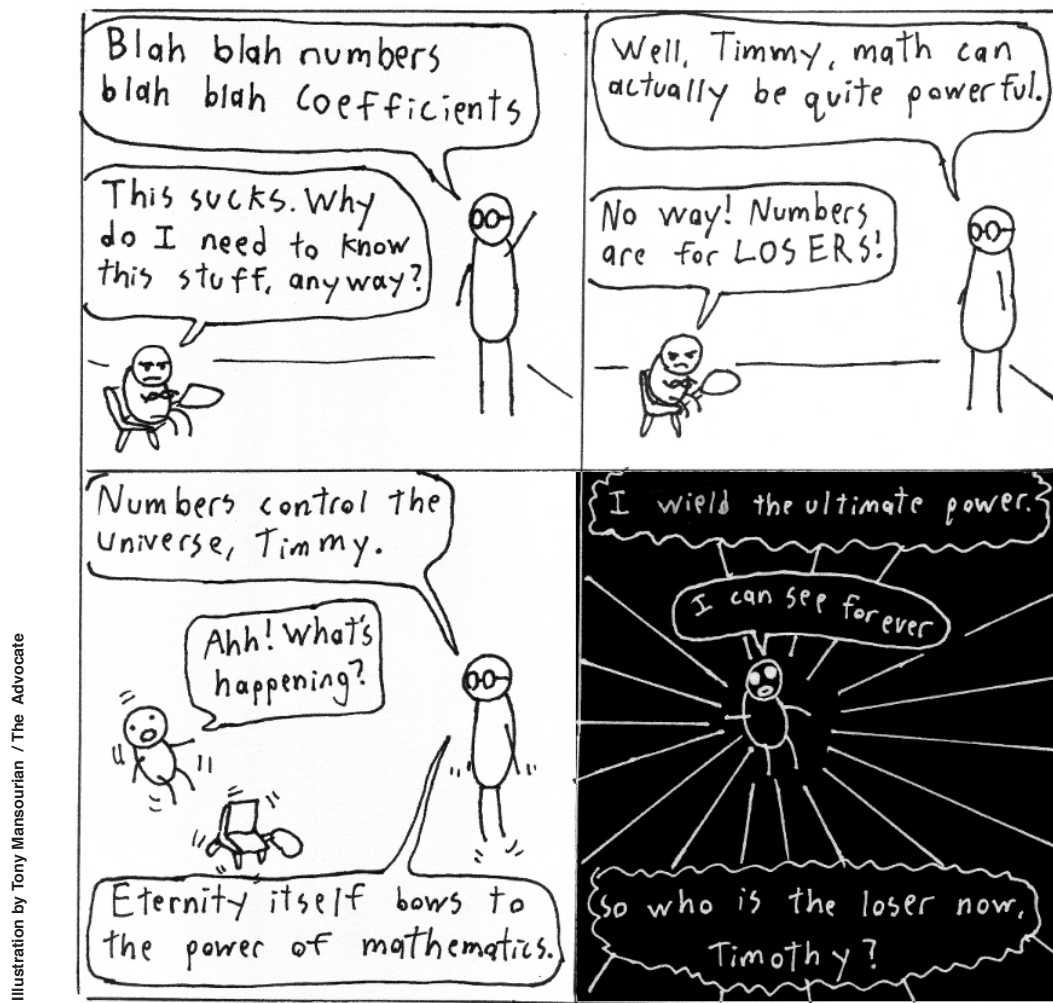 Blah blah numbers
blah blah coefficients
This sucks. Why
do I need to know
this stuff, anyway?
Well, Timmy, math can
actually be quite powerful.
No way! Numbers
are for LOSERS!
Numbers control the
universe, Timmy.
Ahh! What's
happening?
Eternity itself bows to
the power of mathematics.
I wield the ultimate power.
I can see forever
So who is the loser now,
Timothy?
Illustration by Tony Mansourian / The Advocate